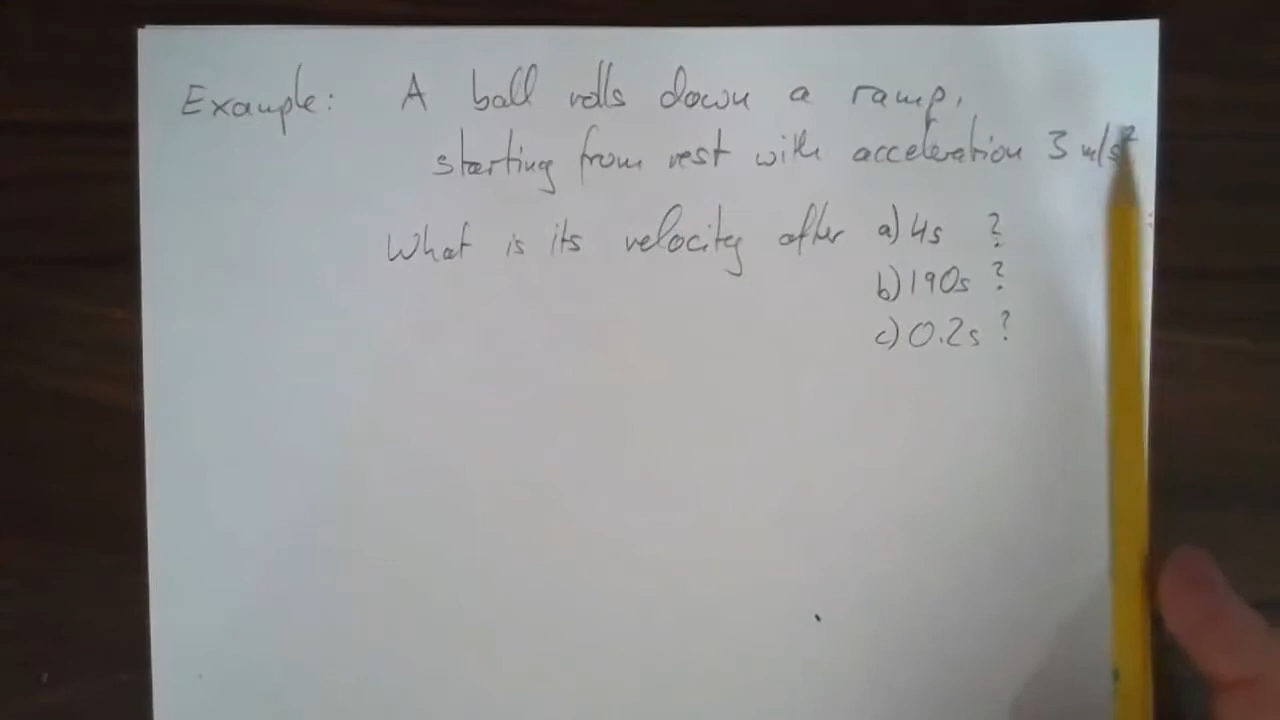 Example: A ball rolls down a ramp,
starting from rest with acceleration 3 m/s²
What is its velocity after a) 4s ?
b) 190s ?
c) 0.2s ?